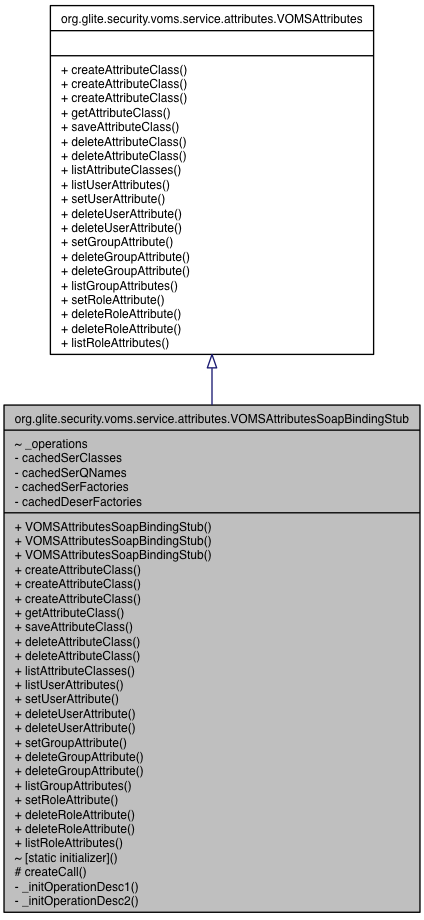 org.glite.security.voms.service.attributes.VOMSAttributes
+ createAttributeClass()
+ createAttributeClass()
+ createAttributeClass()
+ getAttributeClass()
+ saveAttributeClass()
+ deleteAttributeClass()
+ deleteAttributeClass()
+ listAttributeClasses()
+ listUserAttributes()
+ setUserAttribute()
+ deleteUserAttribute()
+ deleteUserAttribute()
+ setGroupAttribute()
+ deleteGroupAttribute()
+ deleteGroupAttribute()
+ listGroupAttributes()
+ setRoleAttribute()
+ deleteRoleAttribute()
+ deleteRoleAttribute()
+ listRoleAttributes()
org.glite.security.voms.service.attributes.VOMSAttributesSoapBindingStub
~ _operations
- cachedSerClasses
- cachedSerQNames
- cachedSerFactories
- cachedDeserFactories
+ VOMSAttributesSoapBindingStub()
+ VOMSAttributesSoapBindingStub()
+ VOMSAttributesSoapBindingStub()
+ createAttributeClass()
+ createAttributeClass()
+ createAttributeClass()
+ getAttributeClass()
+ saveAttributeClass()
+ deleteAttributeClass()
+ deleteAttributeClass()
+ listAttributeClasses()
+ listUserAttributes()
+ setUserAttribute()
+ deleteUserAttribute()
+ deleteUserAttribute()
+ setGroupAttribute()
+ deleteGroupAttribute()
+ deleteGroupAttribute()
+ listGroupAttributes()
+ setRoleAttribute()
+ deleteRoleAttribute()
+ deleteRoleAttribute()
+ listRoleAttributes()
~ [static initializer]()
# createCall()
- _initOperationDesc1()
- _initOperationDesc2()